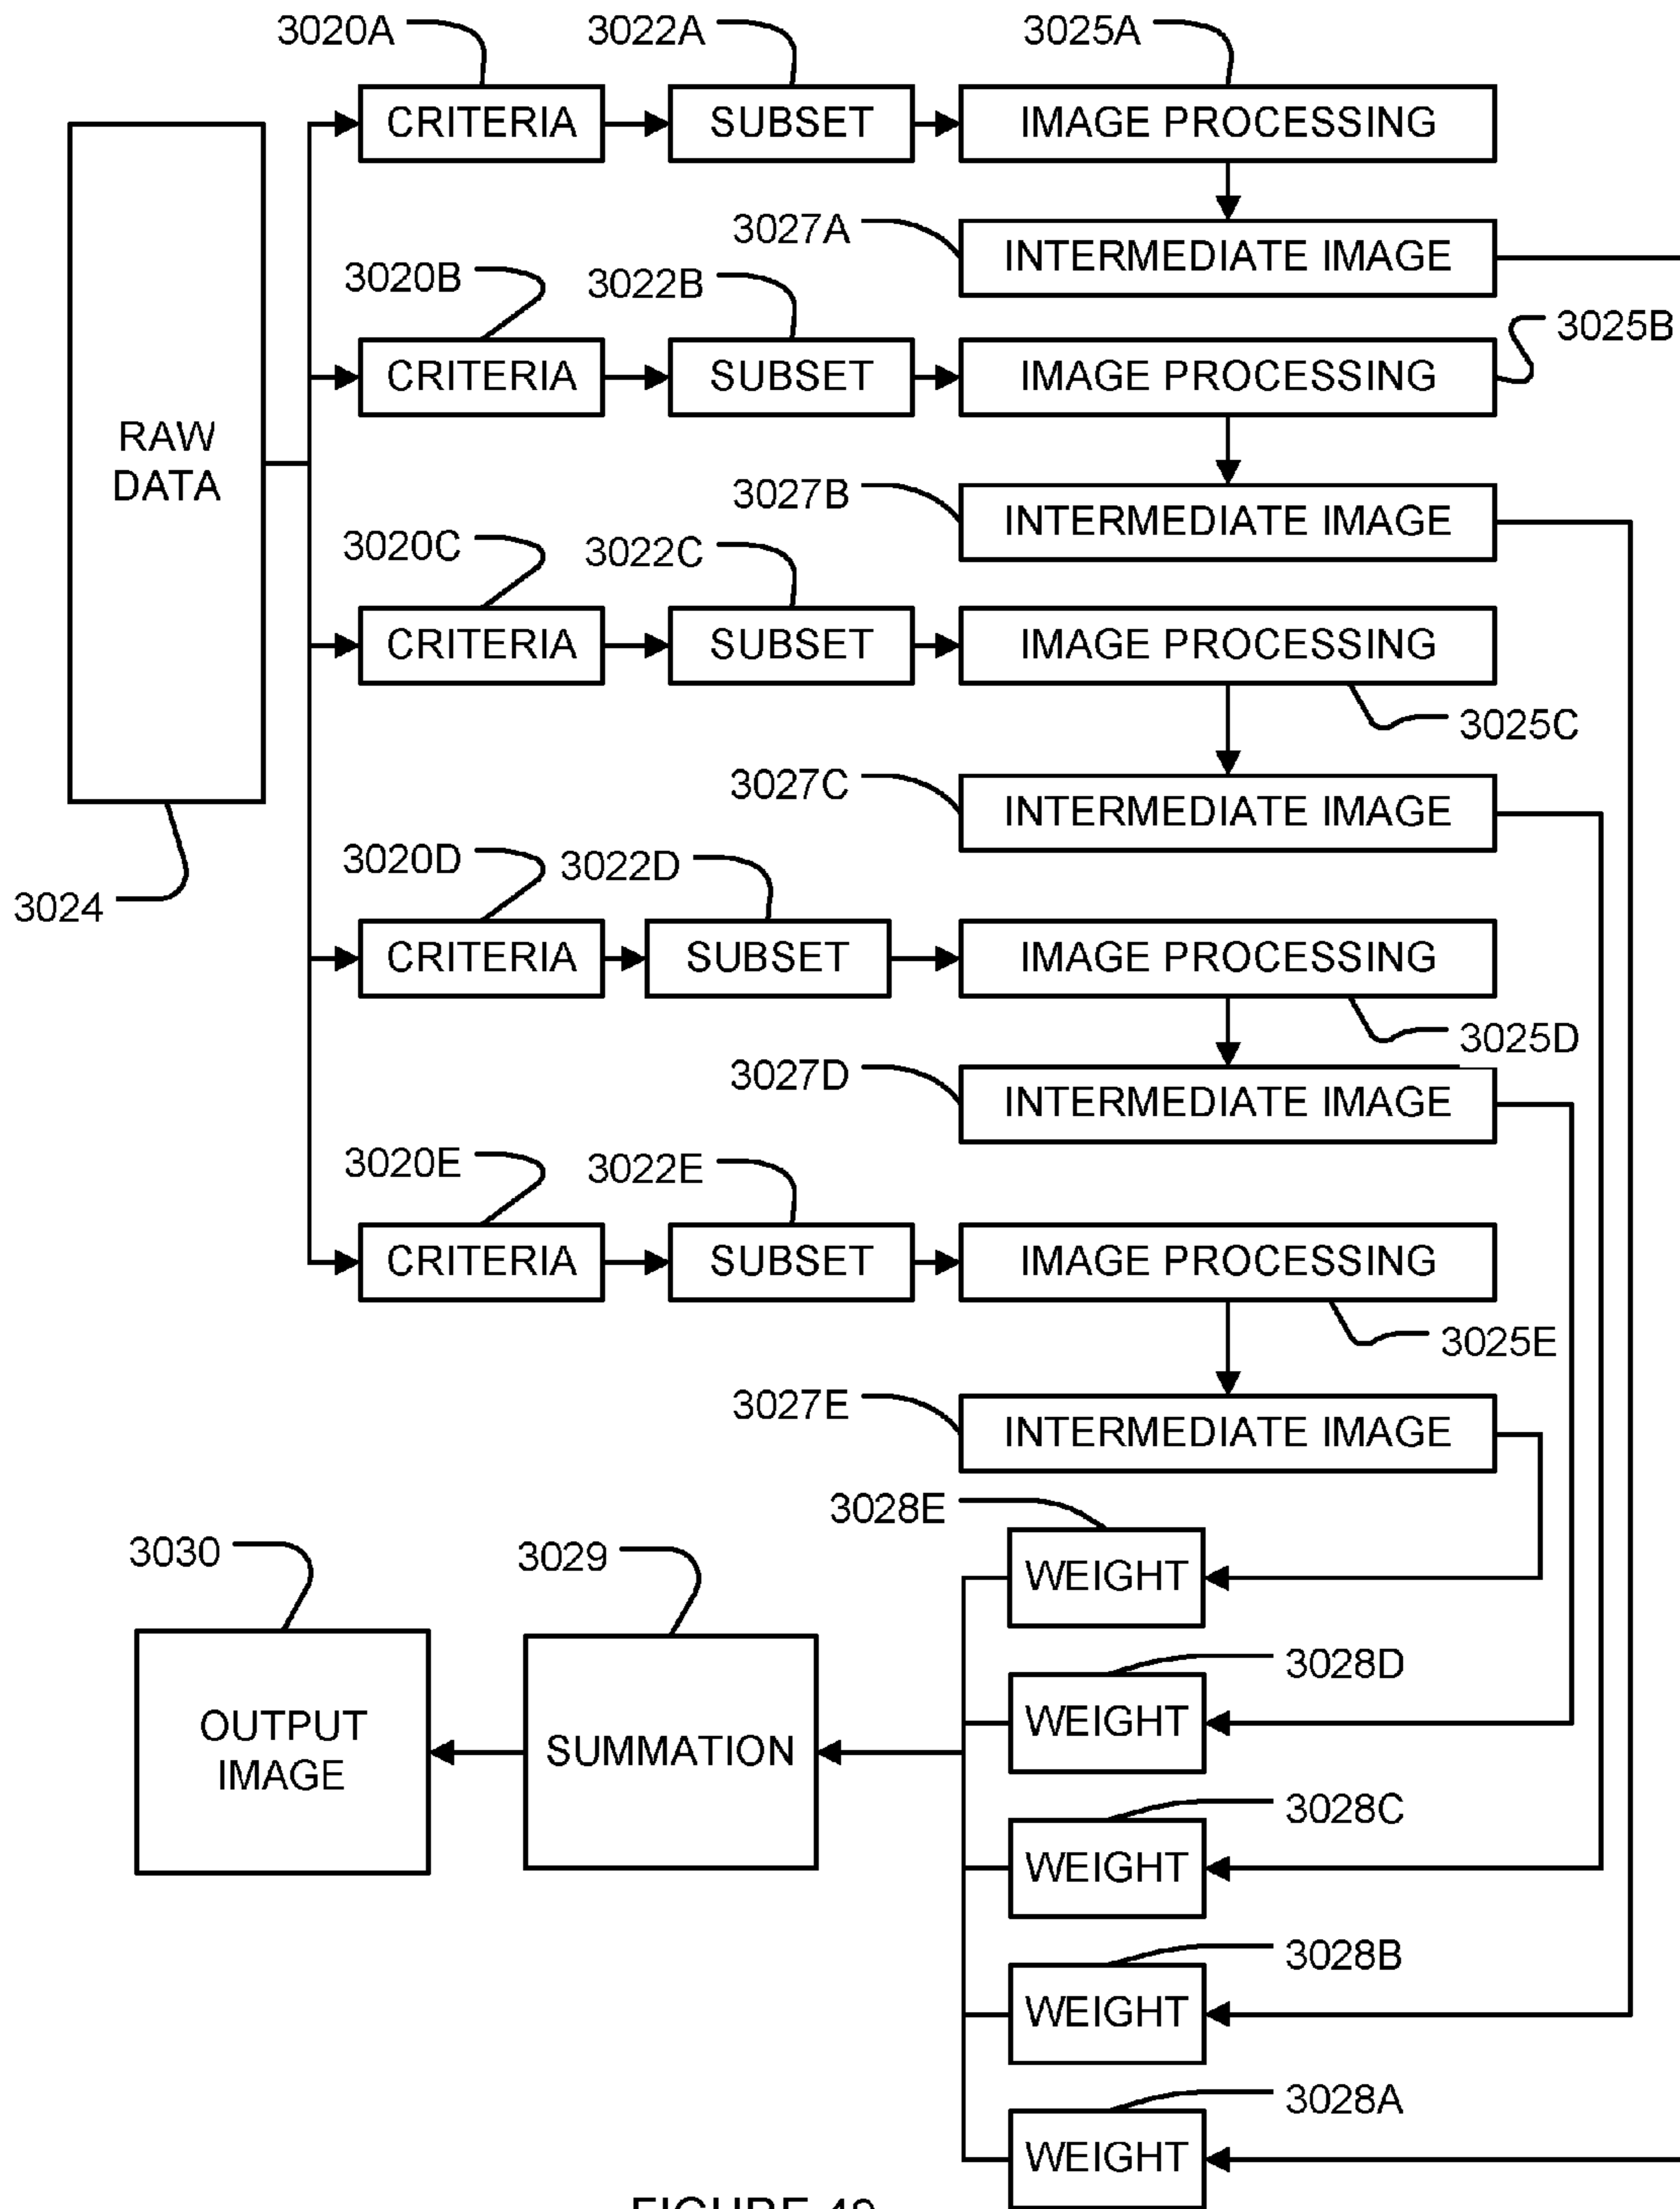 3020A
3022A
3025A
CRITERIA
SUBSET
IMAGE PROCESSING
3027A
INTERMEDIATE IMAGE
3020B
3022B
3025B
CRITERIA
SUBSET
IMAGE PROCESSING
RAW
DATA
3027B
INTERMEDIATE IMAGE
3020C
3022C
CRITERIA
SUBSET
IMAGE PROCESSING
3025C
3027C
INTERMEDIATE IMAGE
3024
3020D
3022D
CRITERIA
SUBSET
IMAGE PROCESSING
3025D
3027D
INTERMEDIATE IMAGE
3020E
3022E
CRITERIA
SUBSET
IMAGE PROCESSING
3025E
3027E
INTERMEDIATE IMAGE
3028E
WEIGHT
3030
3029
3028D
WEIGHT
OUTPUT
IMAGE
SUMMATION
3028C
WEIGHT
3028B
WEIGHT
3028A
WEIGHT
FIGURE